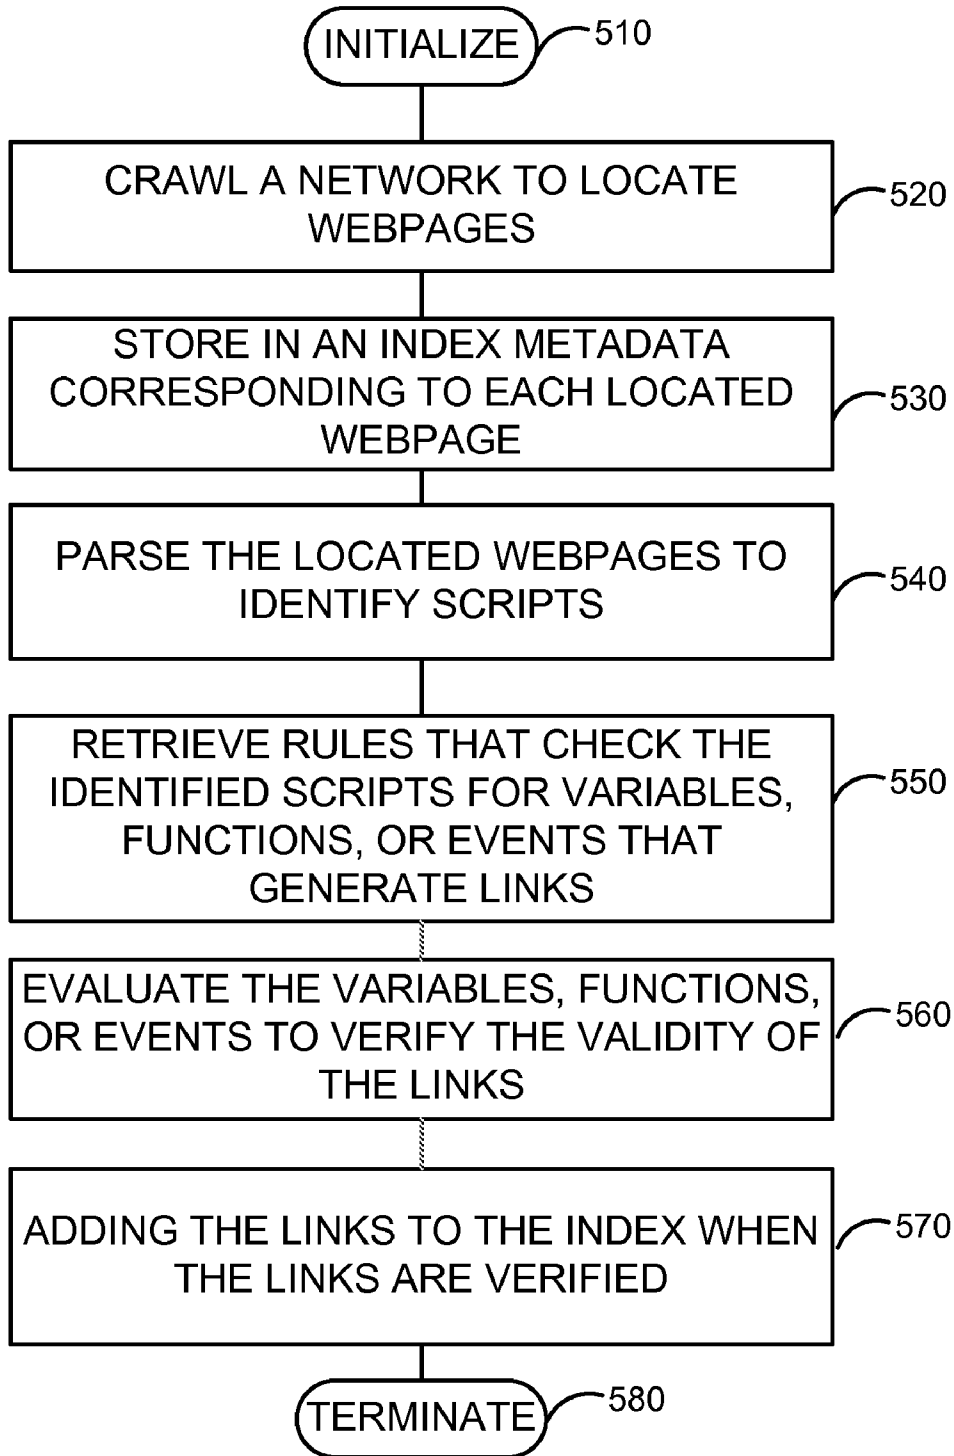 INITIALIZE
510
CRAWL A NETWORK TO LOCATE
WEBPAGES
520
STORE IN AN INDEX METADATA
CORRESPONDING TO EACH LOCATED
WEBPAGE
530
PARSE THE LOCATED WEBPAGES TO
IDENTIFY SCRIPTS
540
RETRIEVE RULES THAT CHECK THE
IDENTIFIED SCRIPTS FOR VARIABLES,
FUNCTIONS, OR EVENTS THAT
GENERATE LINKS
550
EVALUATE THE VARIABLES, FUNCTIONS,
OR EVENTS TO VERIFY THE VALIDITY OF
THE LINKS
560
ADDING THE LINKS TO THE INDEX WHEN
THE LINKS ARE VERIFIED
570
TERMINATE
580